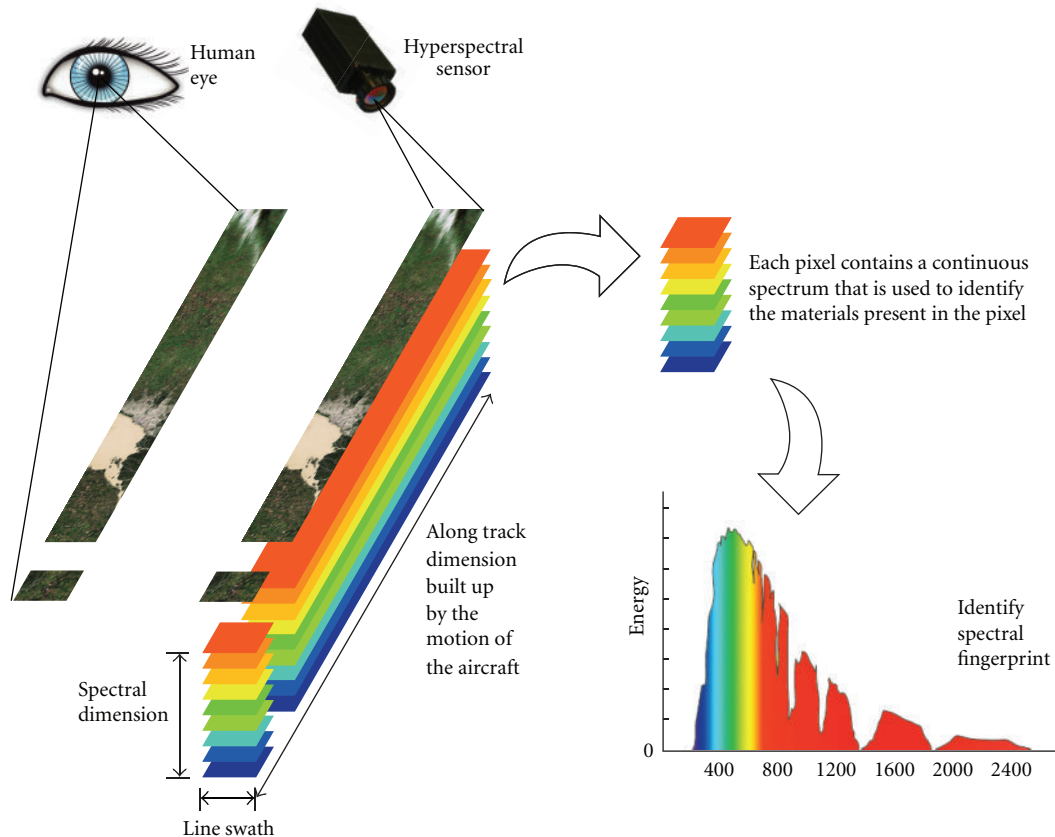 Human
eye
Hyperspectral
sensor
Each pixel contains a continuous
spectrum that is used to identify
the materials present in the pixel
Along track
dimension
built up
by the
motion of
the aircraft
Spectral
dimension
Line swath
Energy
Identify
spectral
fingerprint
0
400 800 1200 1600 2000 2400